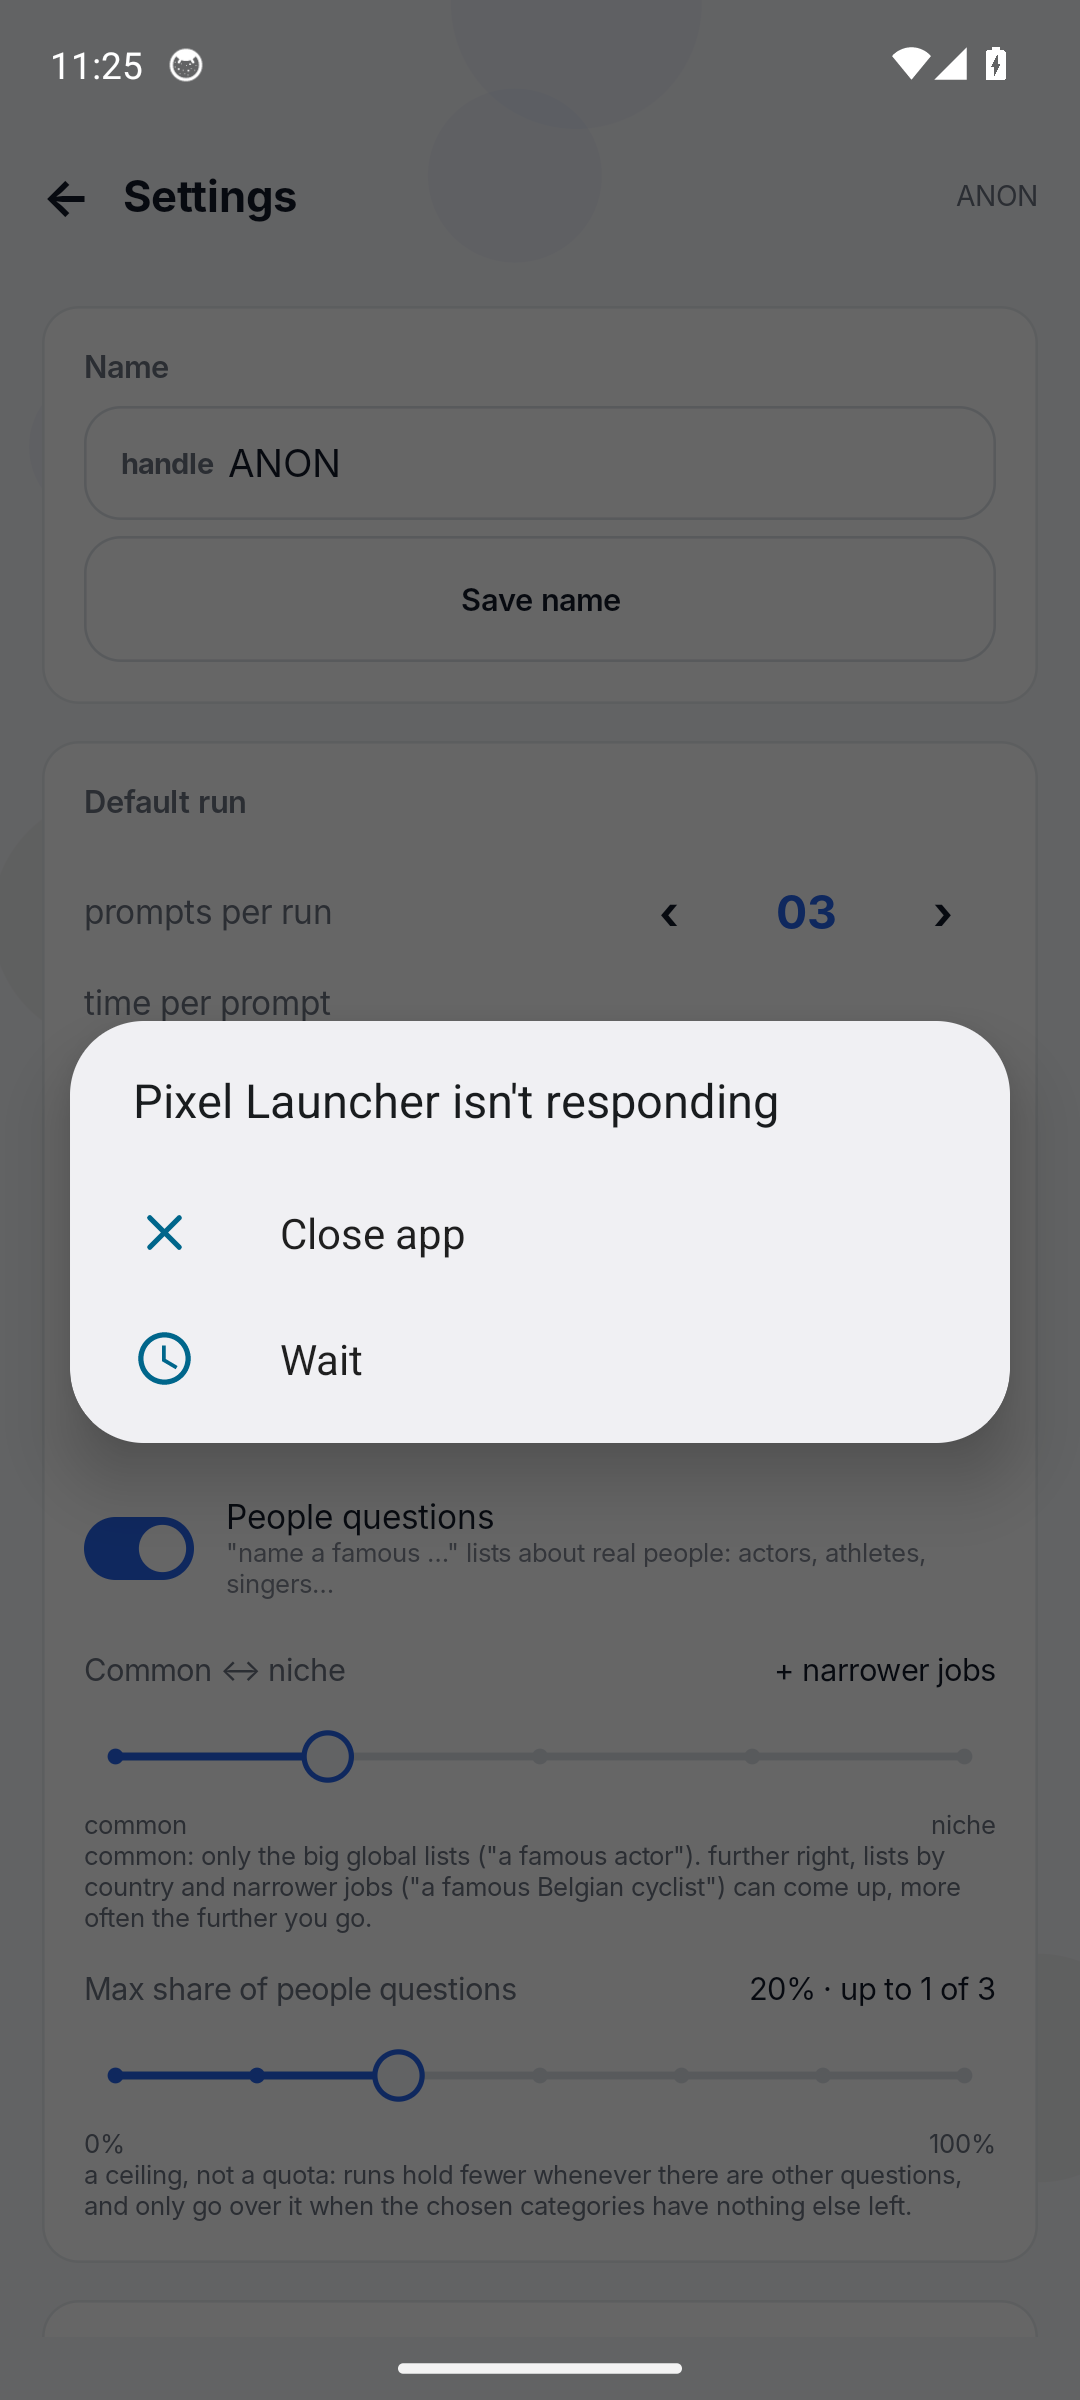 11:25
Settings
ANON
Name
handle ANON
Save name
Default run
prompts per run
‹ 03 ›
time per prompt
Pixel Launcher isn't responding
Close app
Wait
People questions
"name a famous ..." lists about real people: actors, athletes,
singers...
Common ↔ niche
+ narrower jobs
common
niche
common: only the big global lists ("a famous actor"). further right, lists by
country and narrower jobs ("a famous Belgian cyclist") can come up, more
often the further you go.
Max share of people questions
20% · up to 1 of 3
0%
100%
a ceiling, not a quota: runs hold fewer whenever there are other questions,
and only go over it when the chosen categories have nothing else left.